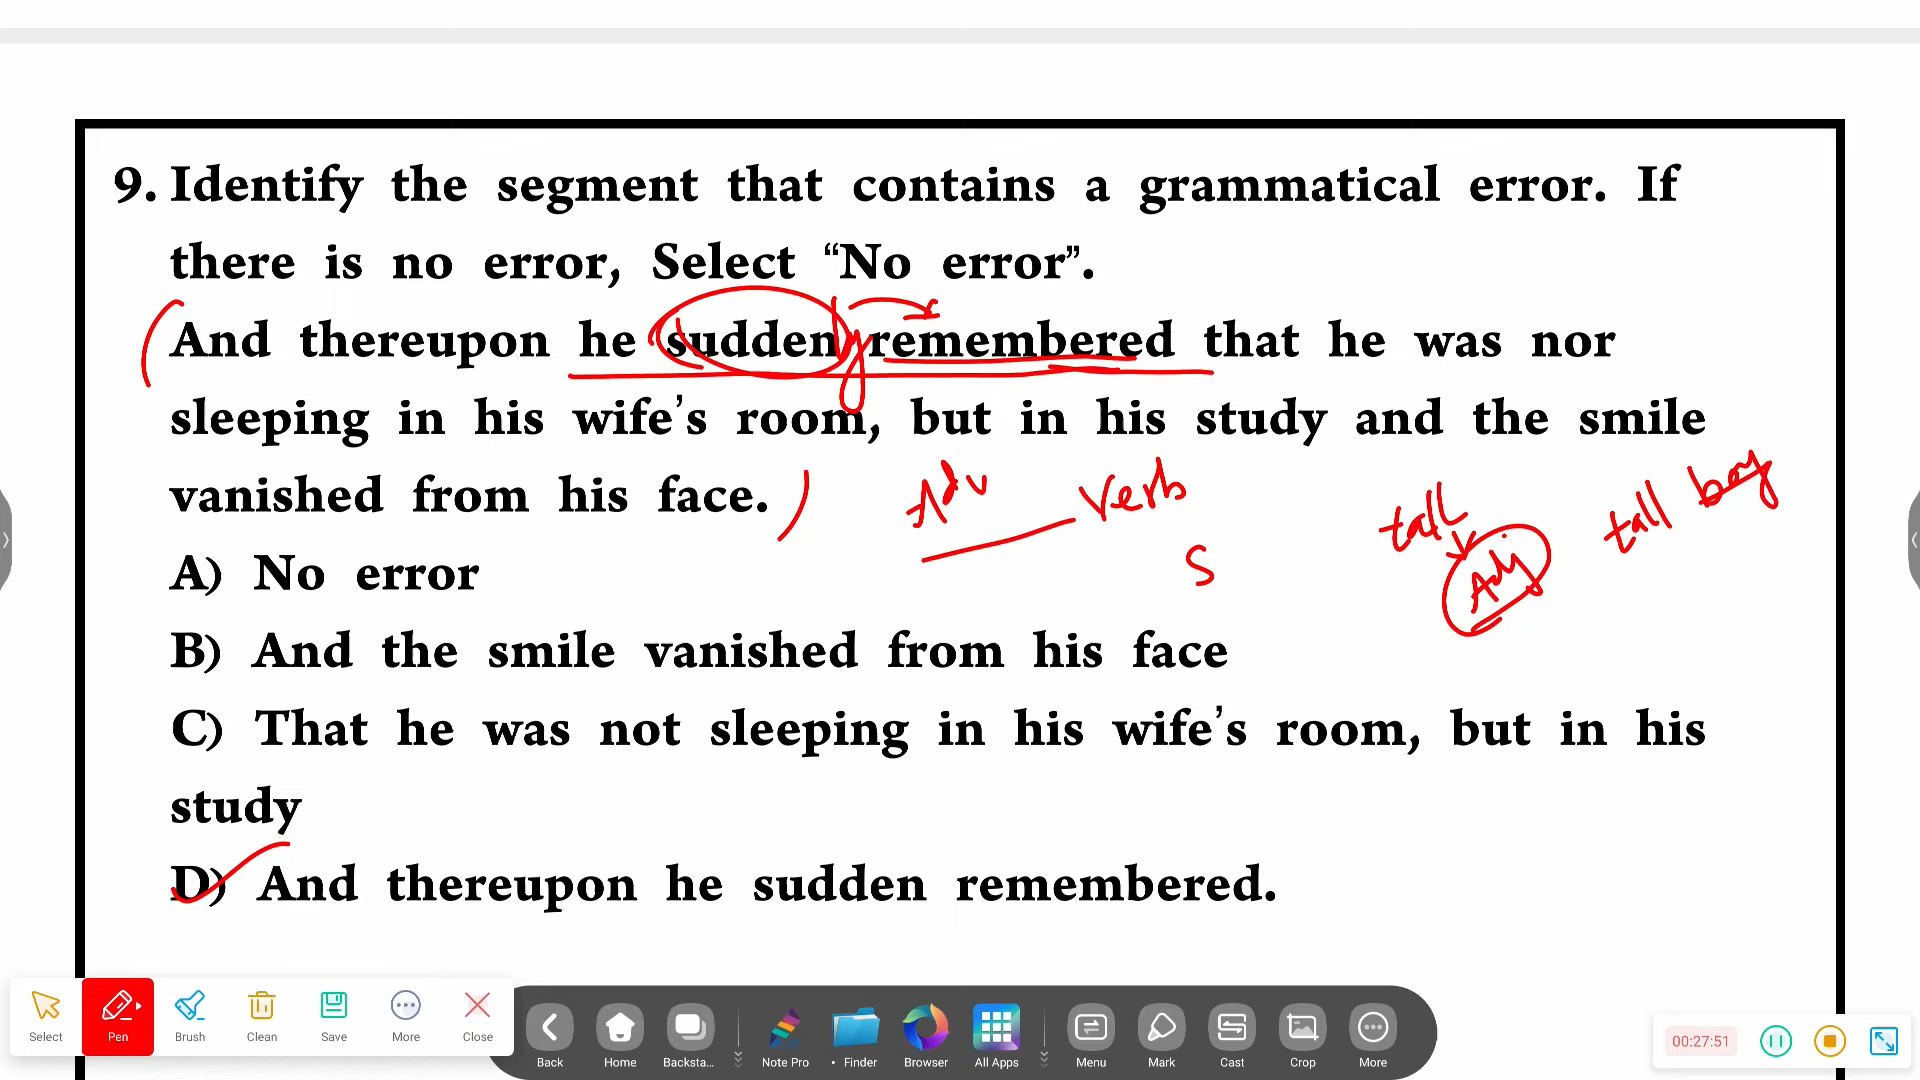 9. Identify the segment that contains a grammatical error. If
there is no error, Select “No error”.
And thereupon he sudden ly remembered that he was nor
sleeping in his wife’s room, but in his study and the smile
vanished from his face.
Adv Verb
tall
tall boy
S
Adj
A) No error
B) And the smile vanished from his face
C) That he was not sleeping in his wife’s room, but in his
study
D) And thereupon he sudden remembered.
Select Pen Brush Clean Save More Close
Back Home Backsta... Note Pro Finder Browser All Apps Menu Mark Cast Crop More
00:27:51